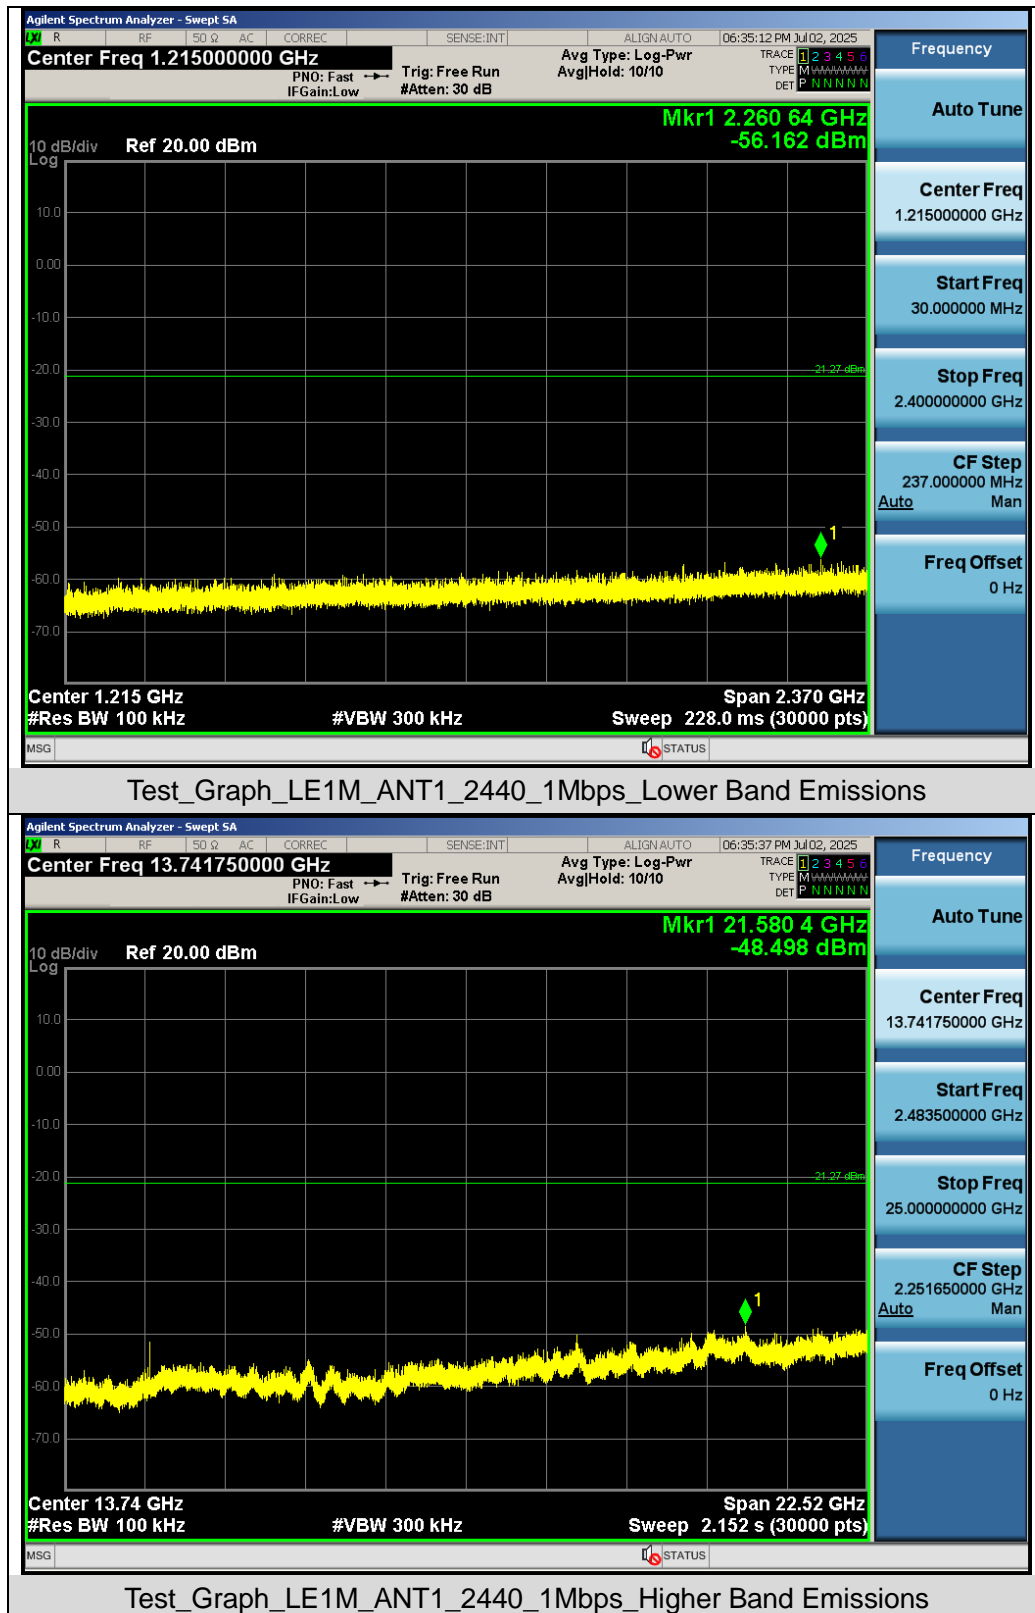 Agilent Spectrum Analyzer - Swept SA
LXI R RF 50 Ω AC CORREC SENSE:INT ALIGN AUTO 06:35:12 PM Jul 02, 2025
Center Freq 1.215000000 GHz
PNO: Fast
IFGain:Low
Trig: Free Run
#Atten: 30 dB
Avg Type: Log-Pwr
Avg|Hold: 10/10
TRACE 1 2 3 4 5 6
TYPE M
DET P N N N N N
Mkr1 2.260 64 GHz
-56.162 dBm
10 dB/div Ref 20.00 dBm
Log
10.0
0.00
-10.0
-20.0
-21.27 dBm
-30.0
-40.0
-50.0
1
-60.0
-70.0
Center 1.215 GHz Span 2.370 GHz
#Res BW 100 kHz #VBW 300 kHz Sweep 228.0 ms (30000 pts)
MSG STATUS
Frequency
Auto Tune
Center Freq
1.215000000 GHz
Start Freq
30.000000 MHz
Stop Freq
2.400000000 GHz
CF Step
237.000000 MHz
Auto Man
Freq Offset
0 Hz
Test_Graph_LE1M_ANT1_2440_1Mbps_Lower Band Emissions
Agilent Spectrum Analyzer - Swept SA
LXI R RF 50 Ω AC CORREC SENSE:INT ALIGN AUTO 06:35:37 PM Jul 02, 2025
Center Freq 13.741750000 GHz
PNO: Fast
IFGain:Low
Trig: Free Run
#Atten: 30 dB
Avg Type: Log-Pwr
Avg|Hold: 10/10
TRACE 1 2 3 4 5 6
TYPE M
DET P N N N N N
Mkr1 21.580 4 GHz
-48.498 dBm
10 dB/div Ref 20.00 dBm
Log
10.0
0.00
-10.0
-20.0
-21.27 dBm
-30.0
-40.0
1
-50.0
-60.0
-70.0
Center 13.74 GHz Span 22.52 GHz
#Res BW 100 kHz #VBW 300 kHz Sweep 2.152 s (30000 pts)
MSG STATUS
Frequency
Auto Tune
Center Freq
13.741750000 GHz
Start Freq
2.483500000 GHz
Stop Freq
25.000000000 GHz
CF Step
2.251650000 GHz
Auto Man
Freq Offset
0 Hz
Test_Graph_LE1M_ANT1_2440_1Mbps_Higher Band Emissions